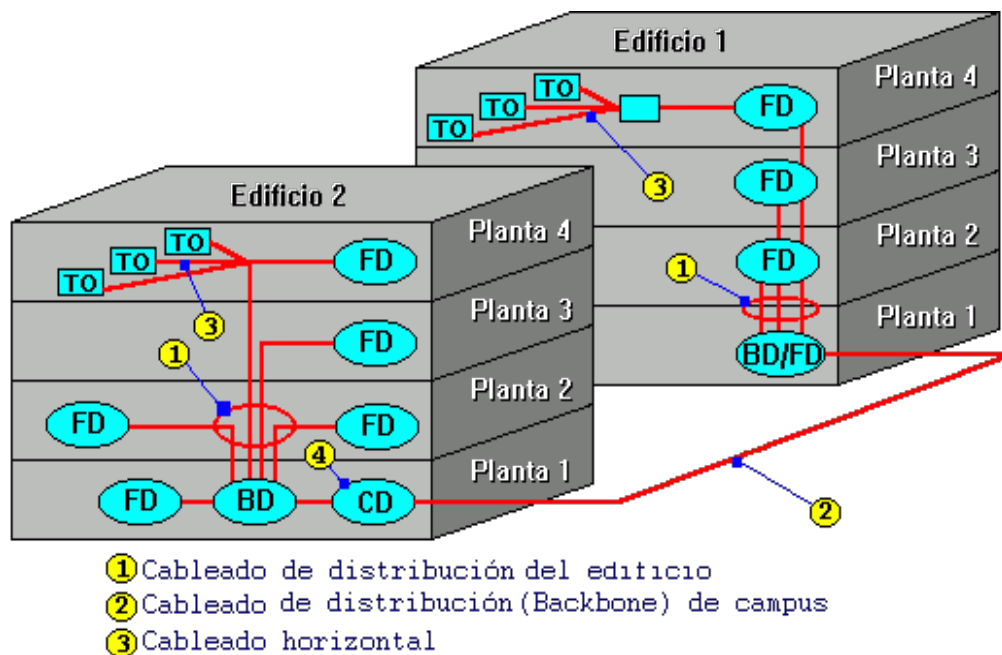 Edificio 1
Planta 4
TO
TO
TO
FD
3
Planta 3
FD
Edificio 2
Planta 2
1
FD
Planta 4
TO
TO
TO
FD
Planta 1
BD/FD
3
Planta 3
1
FD
Planta 2
FD
FD
4
Planta 1
FD
BD
CD
2
1 Cableado de distribución del edificio
2 Cableado de distribución (Backbone) de campus
3 Cableado horizontal